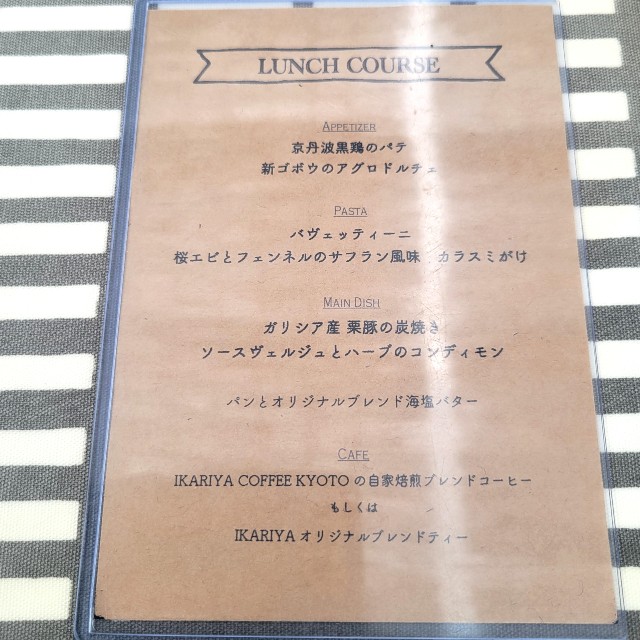 LUNCH COURSE
APPETIZER
京丹波黒鶏のパテ
新ゴボウのアグロドルチェ
PASTA
バヴェッティーニ
桜エビとフェンネルのサフラン風味　カラスミがけ
MAIN DISH
ガリシア産 栗豚の炭焼き
ソースヴェルジュとハーブのコンディモン
パンとオリジナルブレンド海塩バター
CAFE
IKARIYA COFFEE KYOTO の自家焙煎ブレンドコーヒー
もしくは
IKARIYA オリジナルブレンドティー